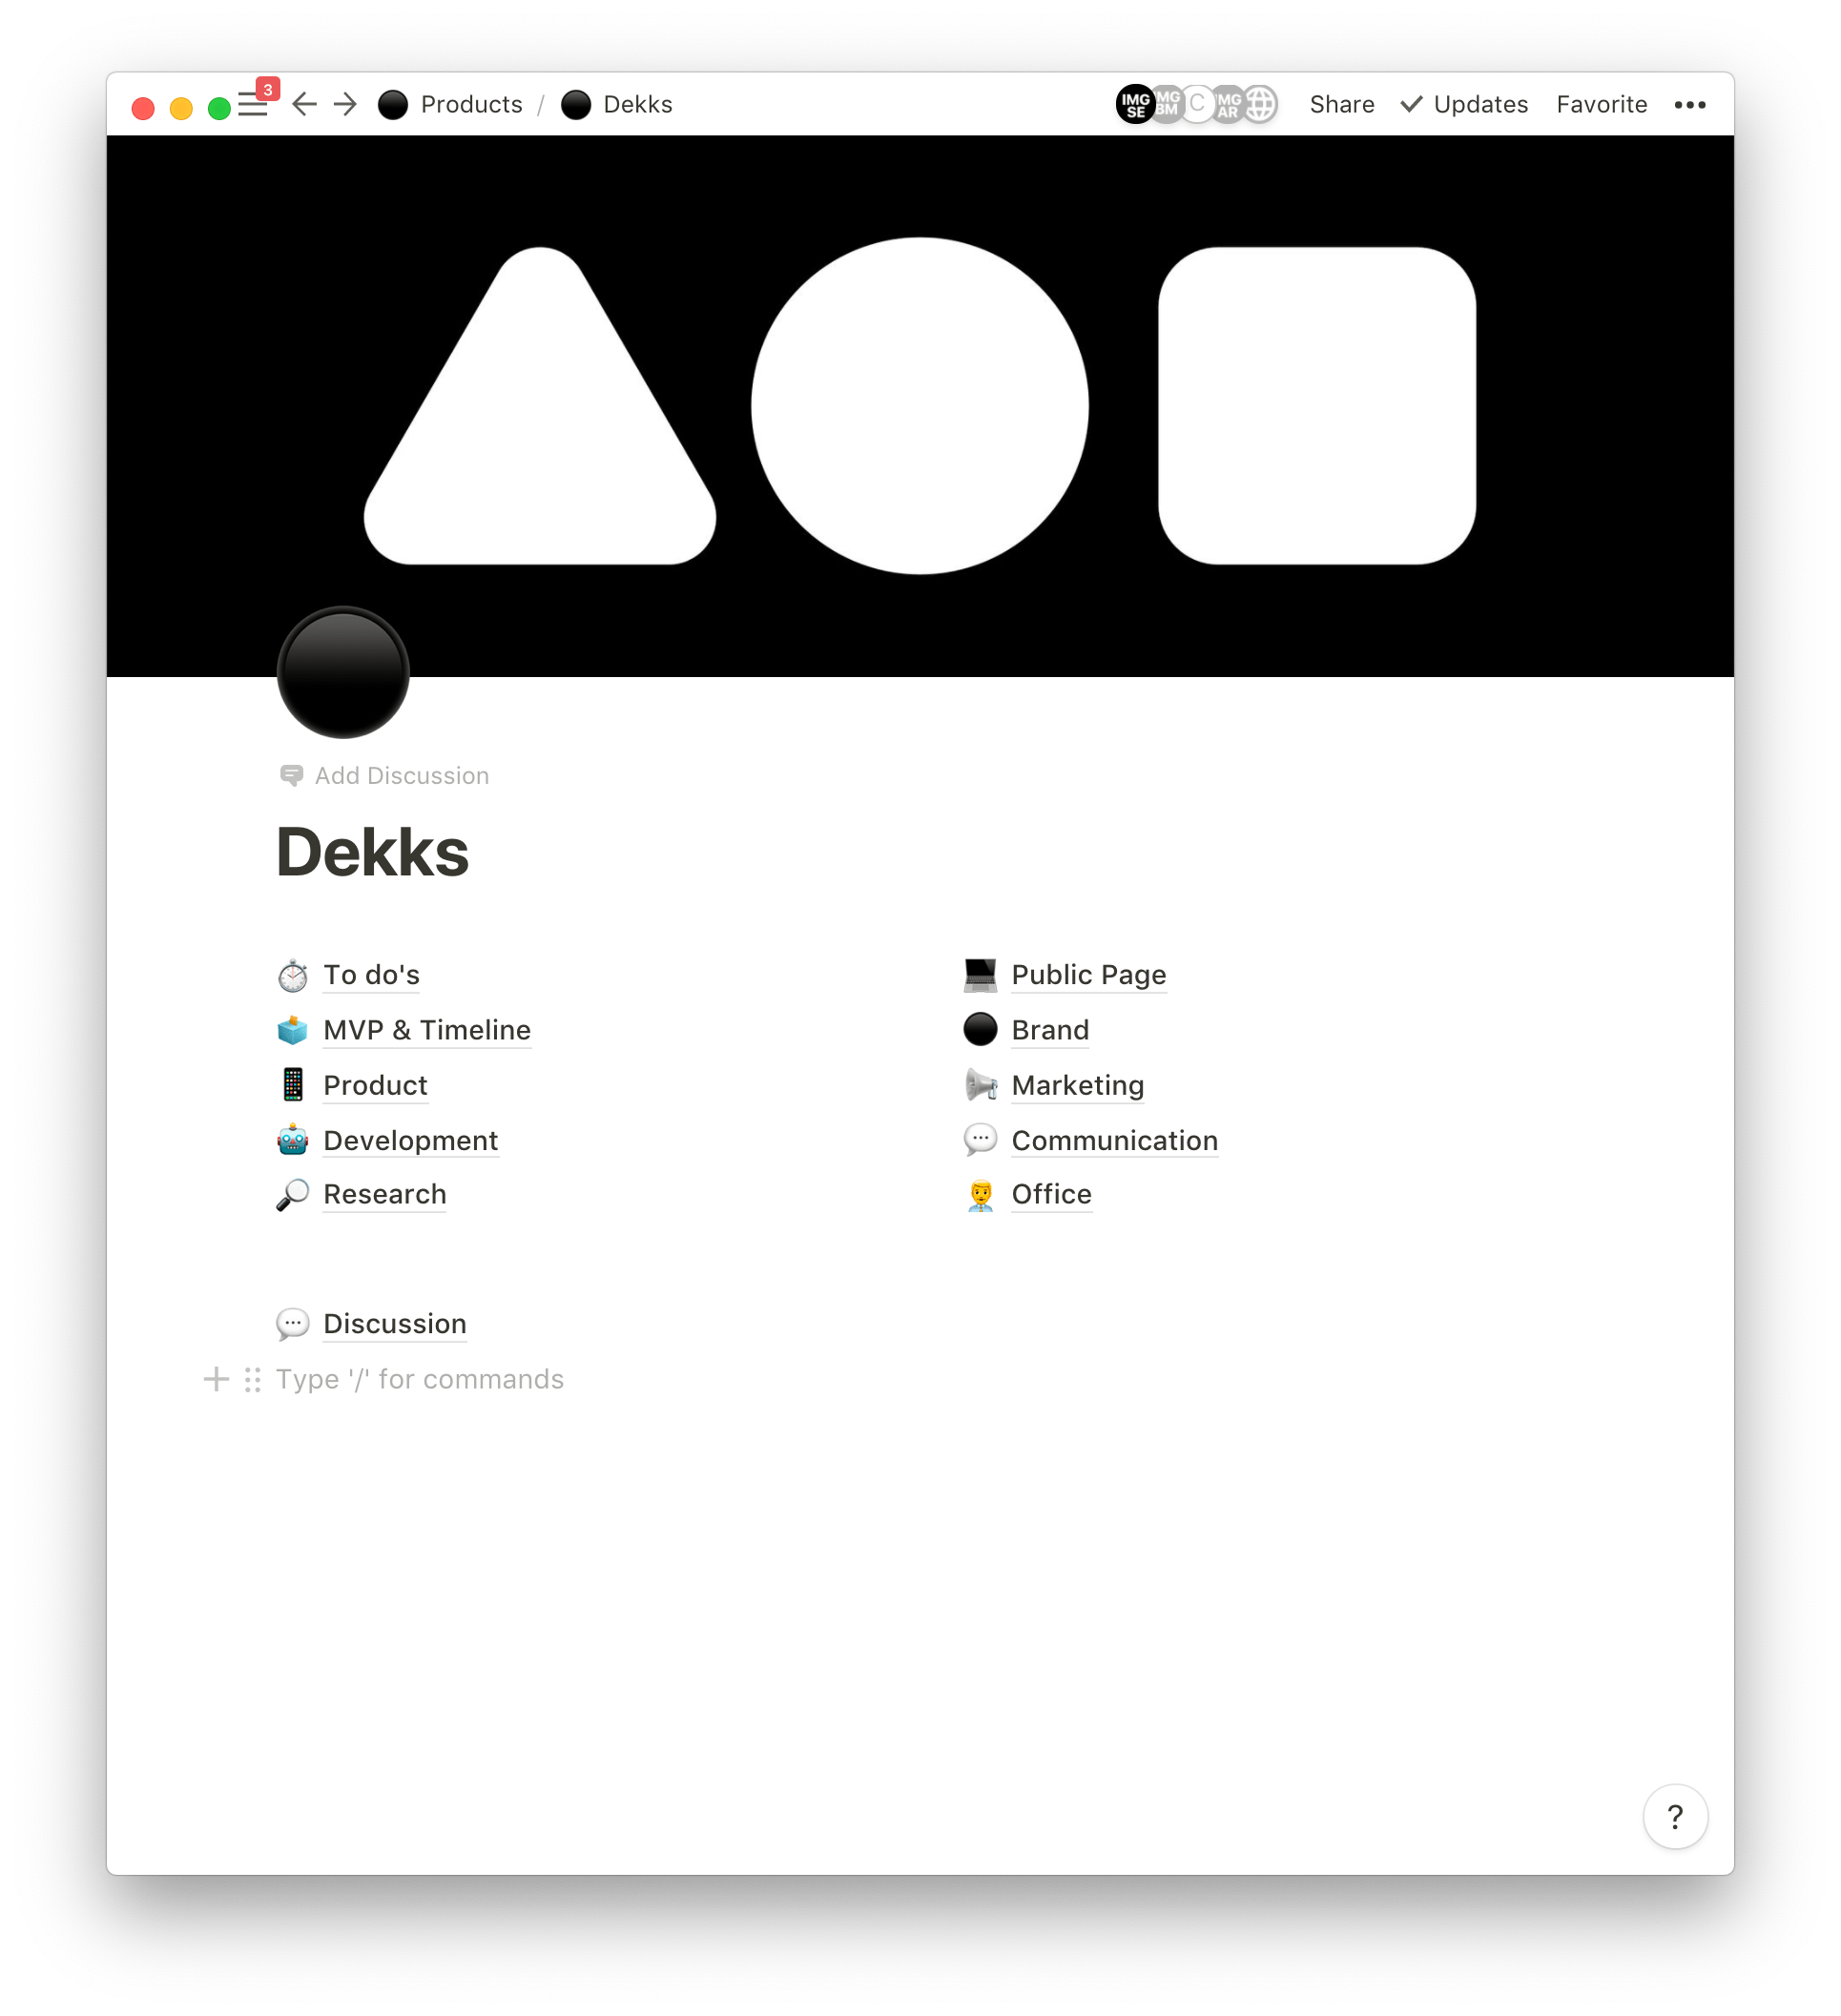 3
Products / Dekks
IMG SE
MG BM
C
IMG AR
Share
Updates
Favorite
Add Discussion
Dekks
To do's
MVP & Timeline
Product
Development
Research
Public Page
Brand
Marketing
Communication
Office
Discussion
Type '/' for commands
?